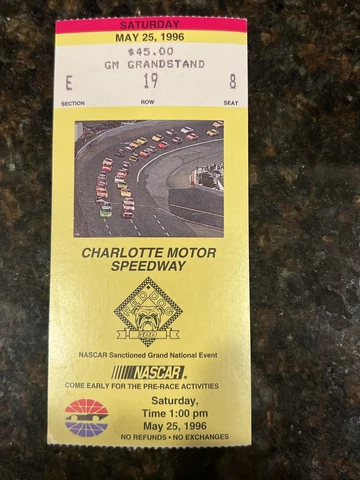 SATURDAY
MAY 25, 1996
$45.00
GM GRANDSTAND
E 19 8
SECTION ROW SEAT
CHARLOTTE MOTOR
SPEEDWAY
300
NASCAR Sanctioned Grand National Event
NASCAR®
COME EARLY FOR THE PRE-RACE ACTIVITIES
Saturday,
Time 1:00 pm
May 25, 1996
NO REFUNDS • NO EXCHANGES